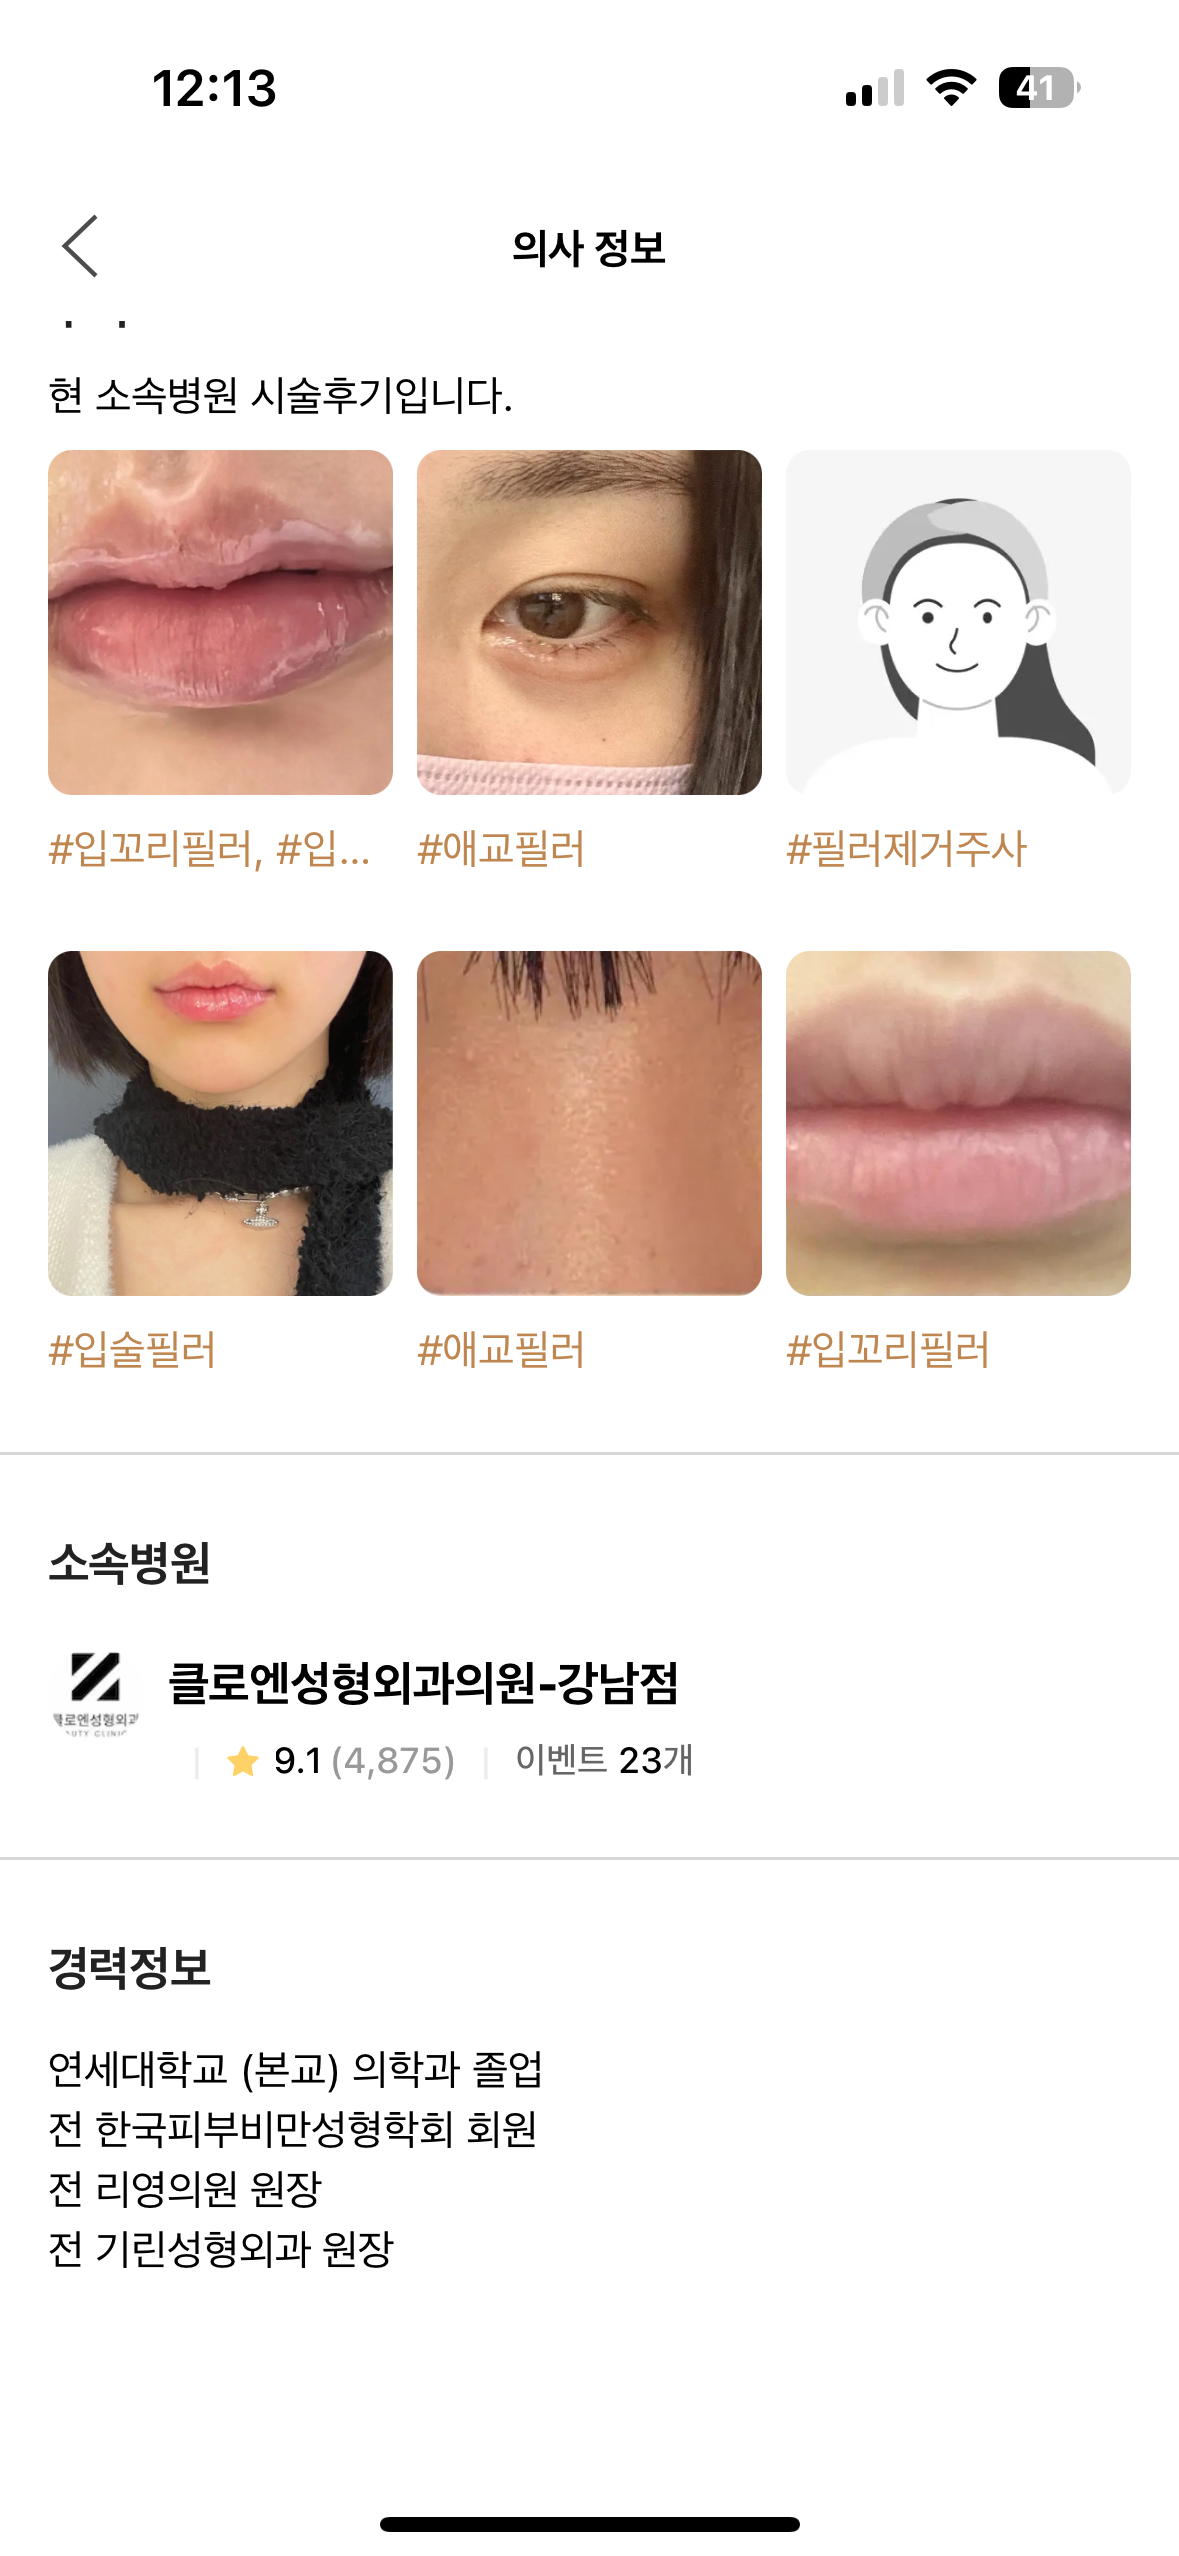 12:13
41
의사 정보
현 소속병원 시술후기입니다.
#입꼬리필러, #입...
#애교필러
#필러제거주사
#입술필러
#애교필러
#입꼬리필러
소속병원
클로엔성형외과의원-강남점
로엔성형외과
UTY CLINIC
9.1 (4,875)
이벤트 23개
경력정보
연세대학교 (본교) 의학과 졸업
전 한국피부비만성형학회 회원
전 리영의원 원장
전 기린성형외과 원장